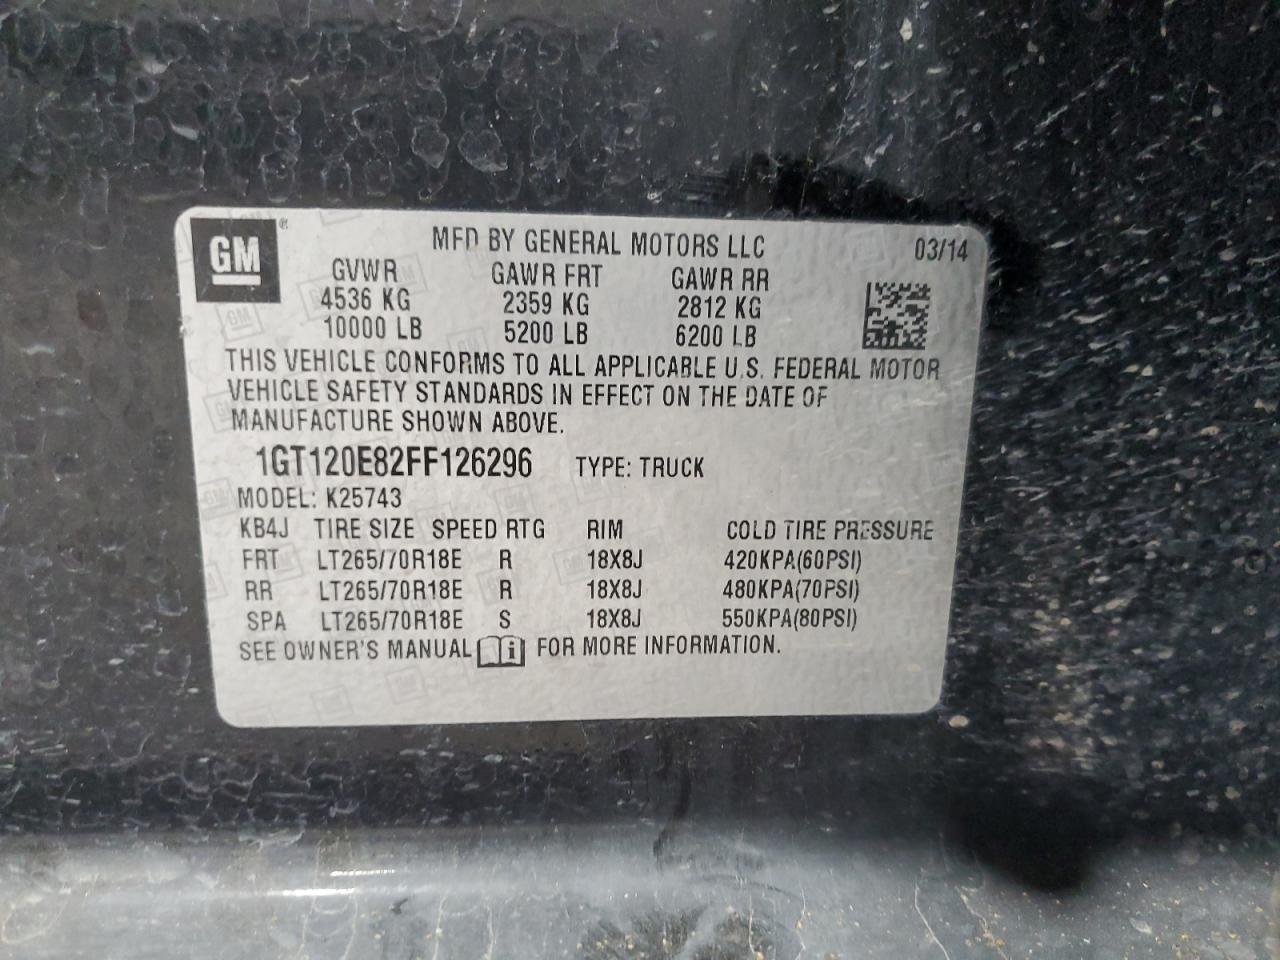 GM ®
MFD BY GENERAL MOTORS LLC 03/14
GVWR GAWR FRT GAWR RR
4536 KG 2359 KG 2812 KG
10000 LB 5200 LB 6200 LB
THIS VEHICLE CONFORMS TO ALL APPLICABLE U.S. FEDERAL MOTOR
VEHICLE SAFETY STANDARDS IN EFFECT ON THE DATE OF
MANUFACTURE SHOWN ABOVE.
1GT120E82FF126296 TYPE: TRUCK
MODEL: K25743
KB4J TIRE SIZE SPEED RTG RIM COLD TIRE PRESSURE
FRT LT265/70R18E R 18X8J 420KPA(60PSI)
RR LT265/70R18E R 18X8J 480KPA(70PSI)
SPA LT265/70R18E S 18X8J 550KPA(80PSI)
SEE OWNER'S MANUAL i FOR MORE INFORMATION.